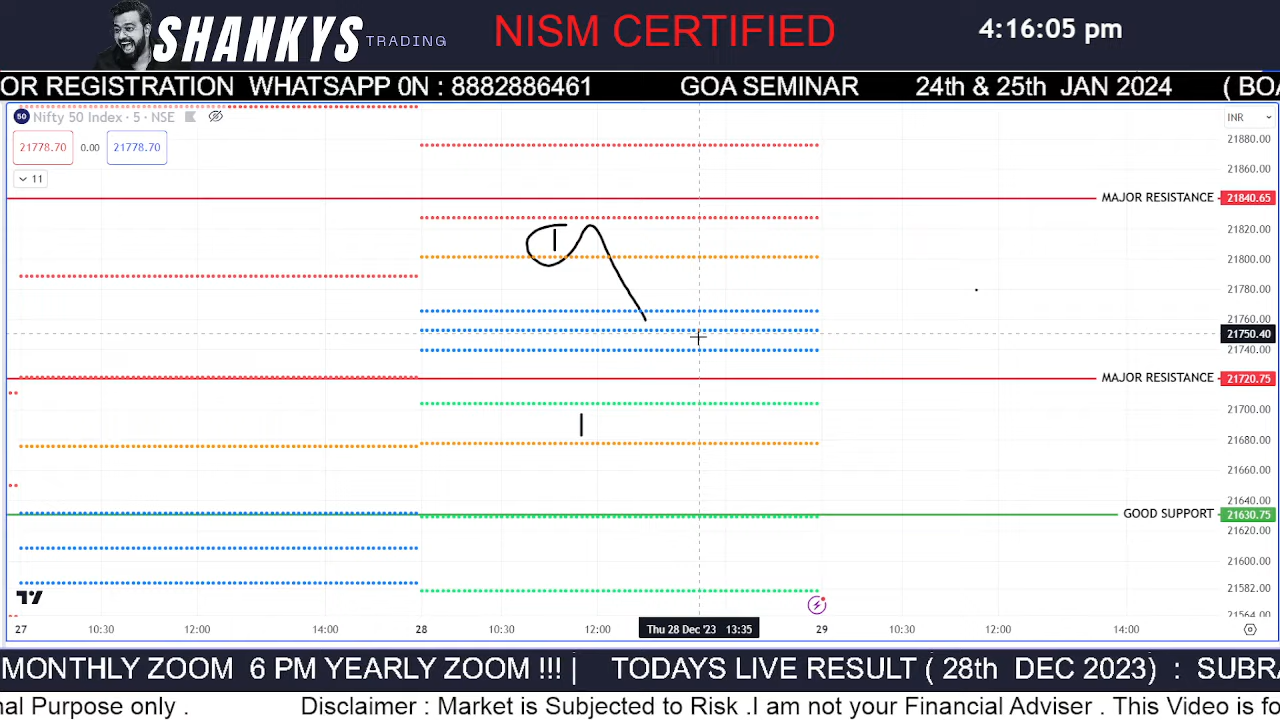 SHANKYS TRADING
NISM CERTIFIED
4:16:05 pm
OR REGISTRATION WHATSAPP 0N : 8882886461 GOA SEMINAR 24th & 25th JAN 2024 ( BOA
50 Nifty 50 Index · 5 · NSE
INR
21778.70 0.00 21778.70
11
21880.00
21860.00
MAJOR RESISTANCE 21840.65
21820.00
21800.00
21780.00
21760.00
21750.40
21740.00
MAJOR RESISTANCE 21720.75
21700.00
21680.00
21660.00
21640.00
GOOD SUPPORT 21630.75
21620.00
21600.00
21582.00
21564.00
27 10:30 12:00 14:00 28 10:30 12:00 Thu 28 Dec '23 13:35 29 10:30 12:00 14:00
MONTHLY ZOOM 6 PM YEARLY ZOOM !!! | TODAYS LIVE RESULT ( 28th DEC 2023) : SUBRA
nal Purpose only . Disclaimer : Market is Subjected to Risk .I am not your Financial Adviser . This Video is fo